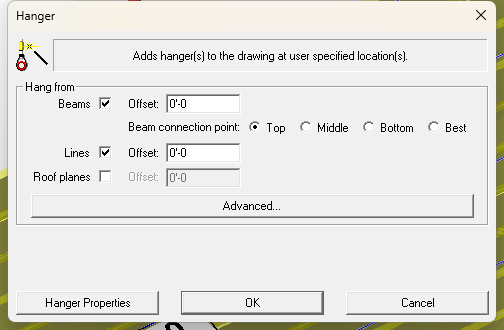 Hanger
Adds hanger(s) to the drawing at user specified location(s).
Hang from
Beams Offset: 0'-0
Beam connection point: Top Middle Bottom Best
Lines Offset: 0'-0
Roof planes Offset: 0'-0
Advanced...
Hanger Properties OK Cancel